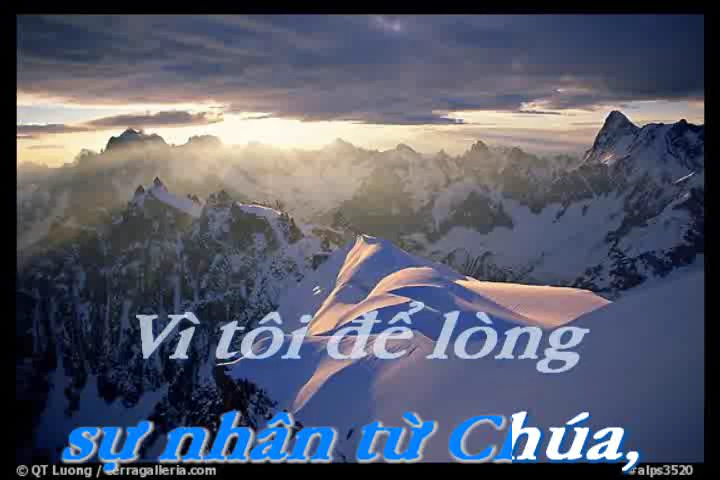 Vì tôi để lòng
sự nhân từ Chúa,
© QT Luong / terragalleria.com
#alps3520